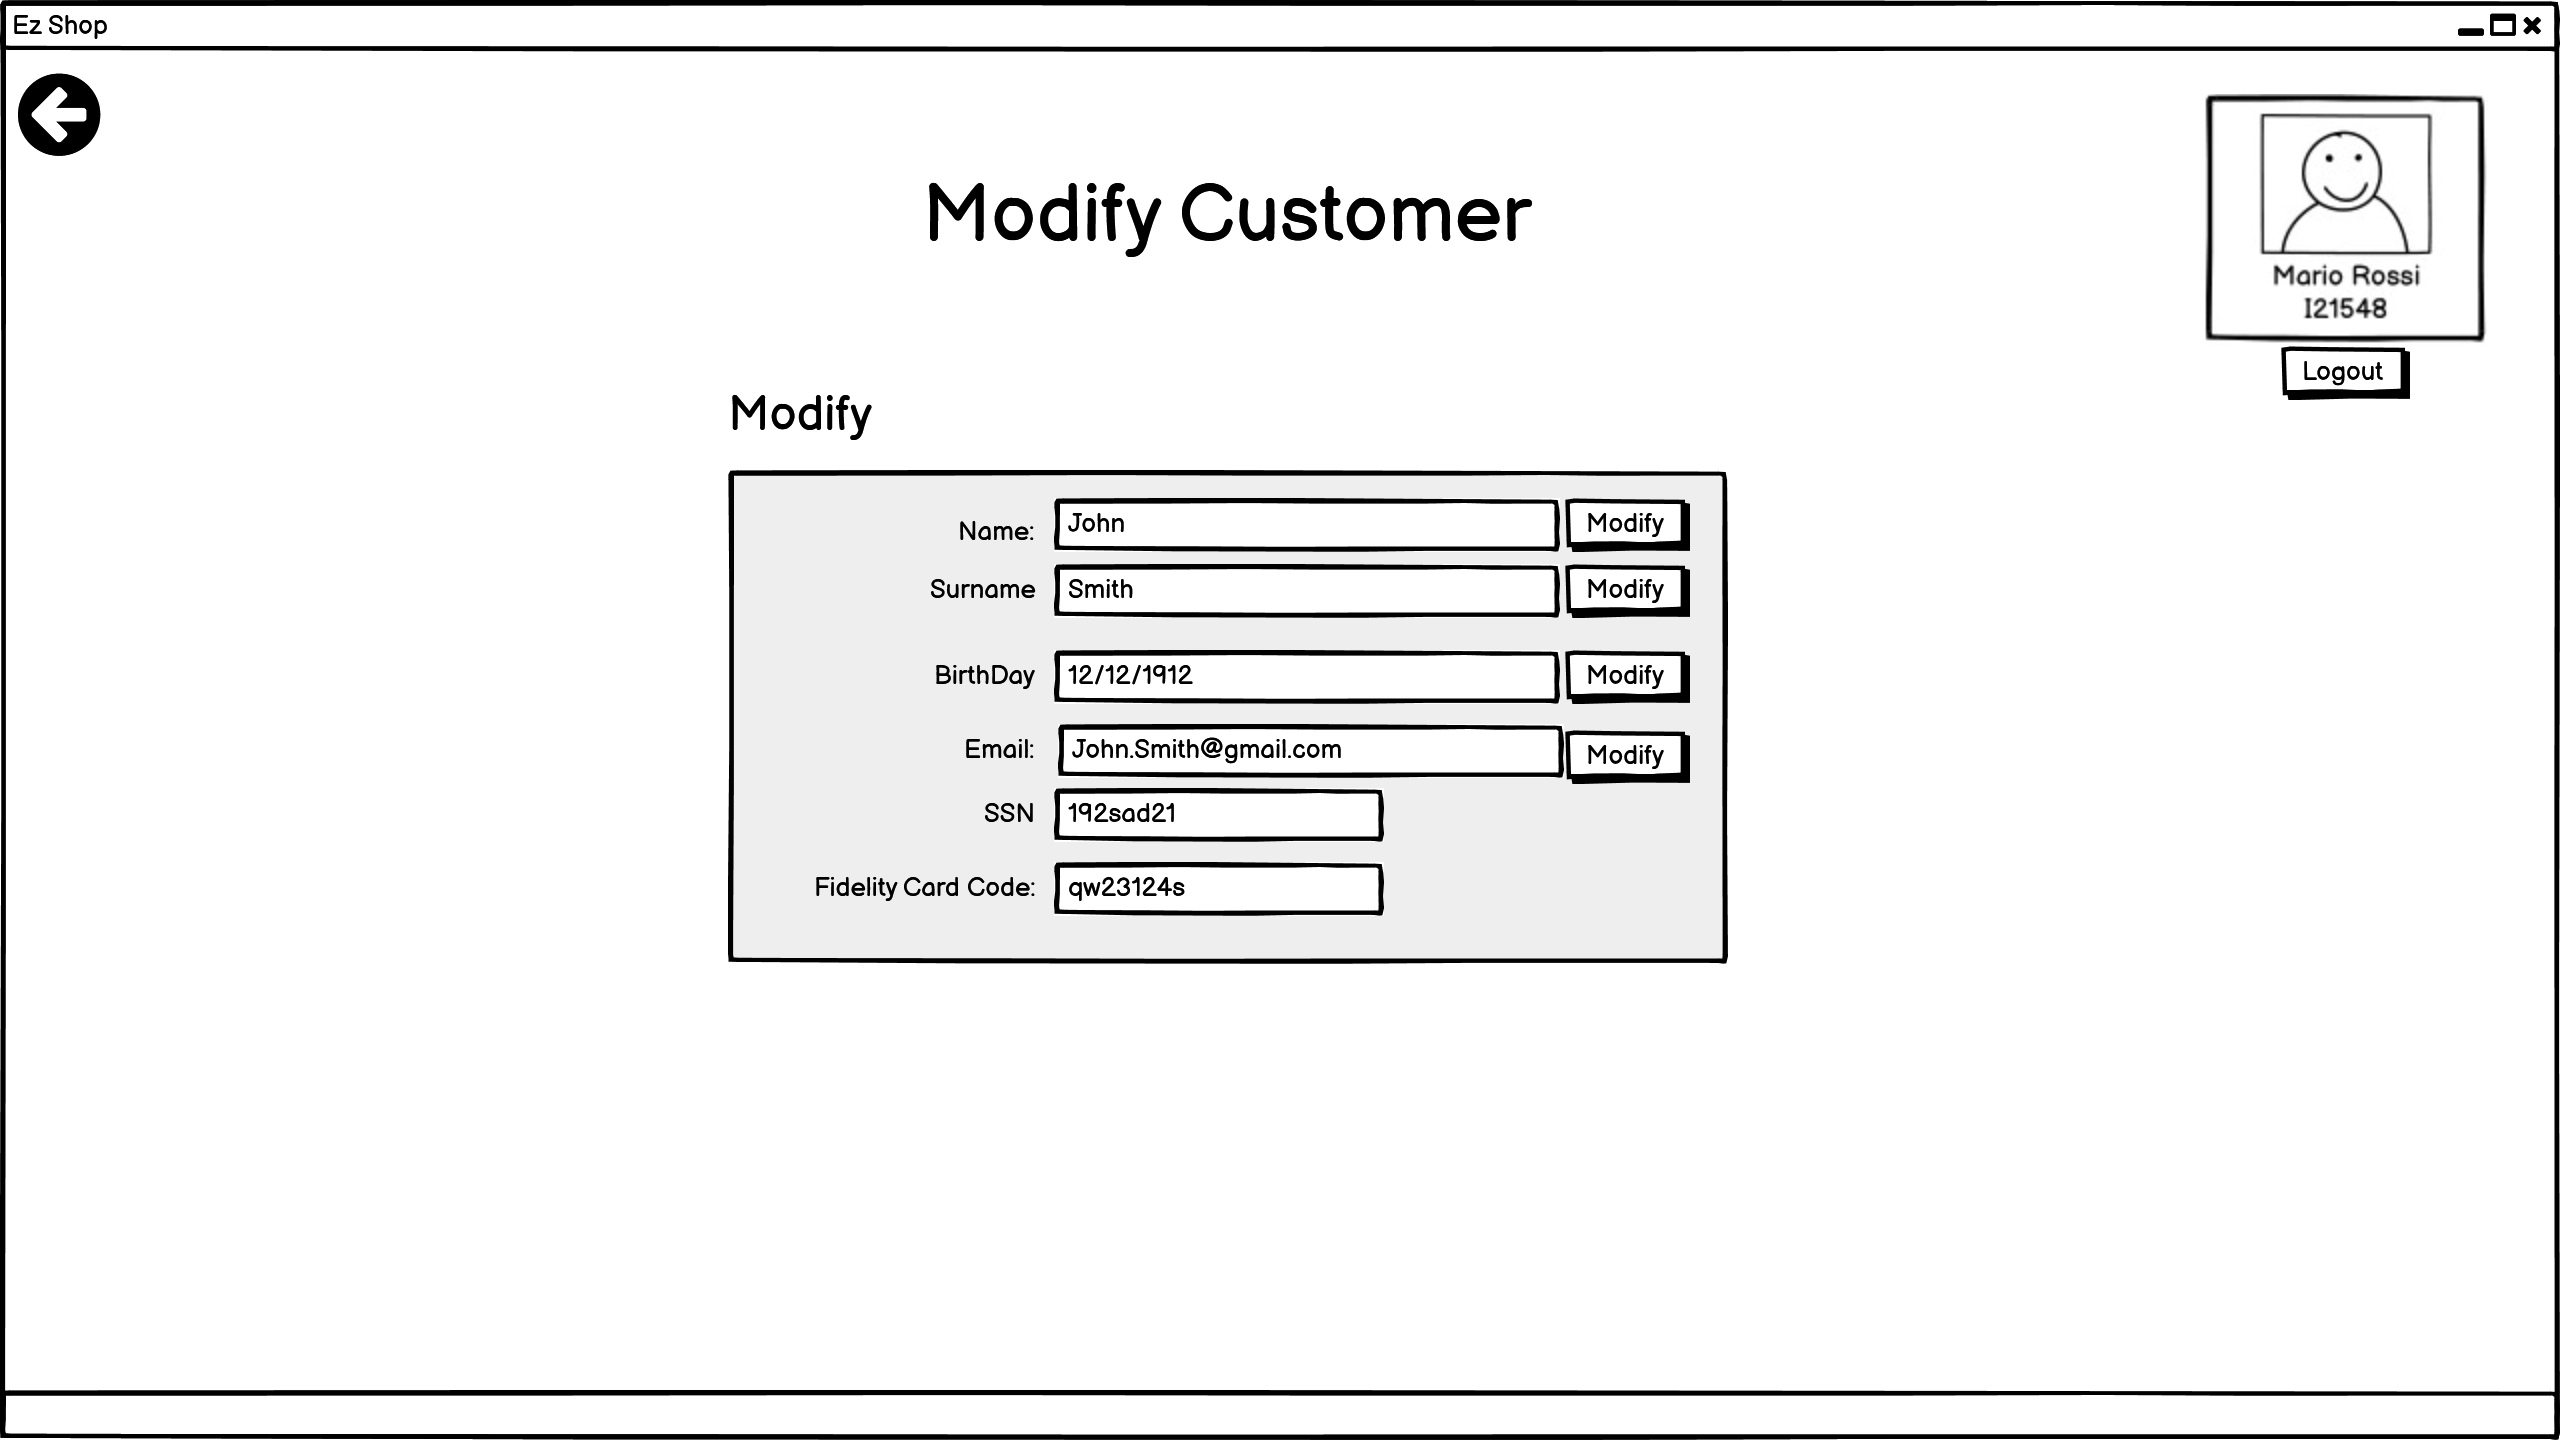 Ez Shop
Modify Customer
Mario Rossi
I21548
Logout
Modify
Name: John Modify
Surname Smith Modify
BirthDay 12/12/1912 Modify
Email: John.Smith@gmail.com Modify
SSN 192sad21
Fidelity Card Code: qw23124s